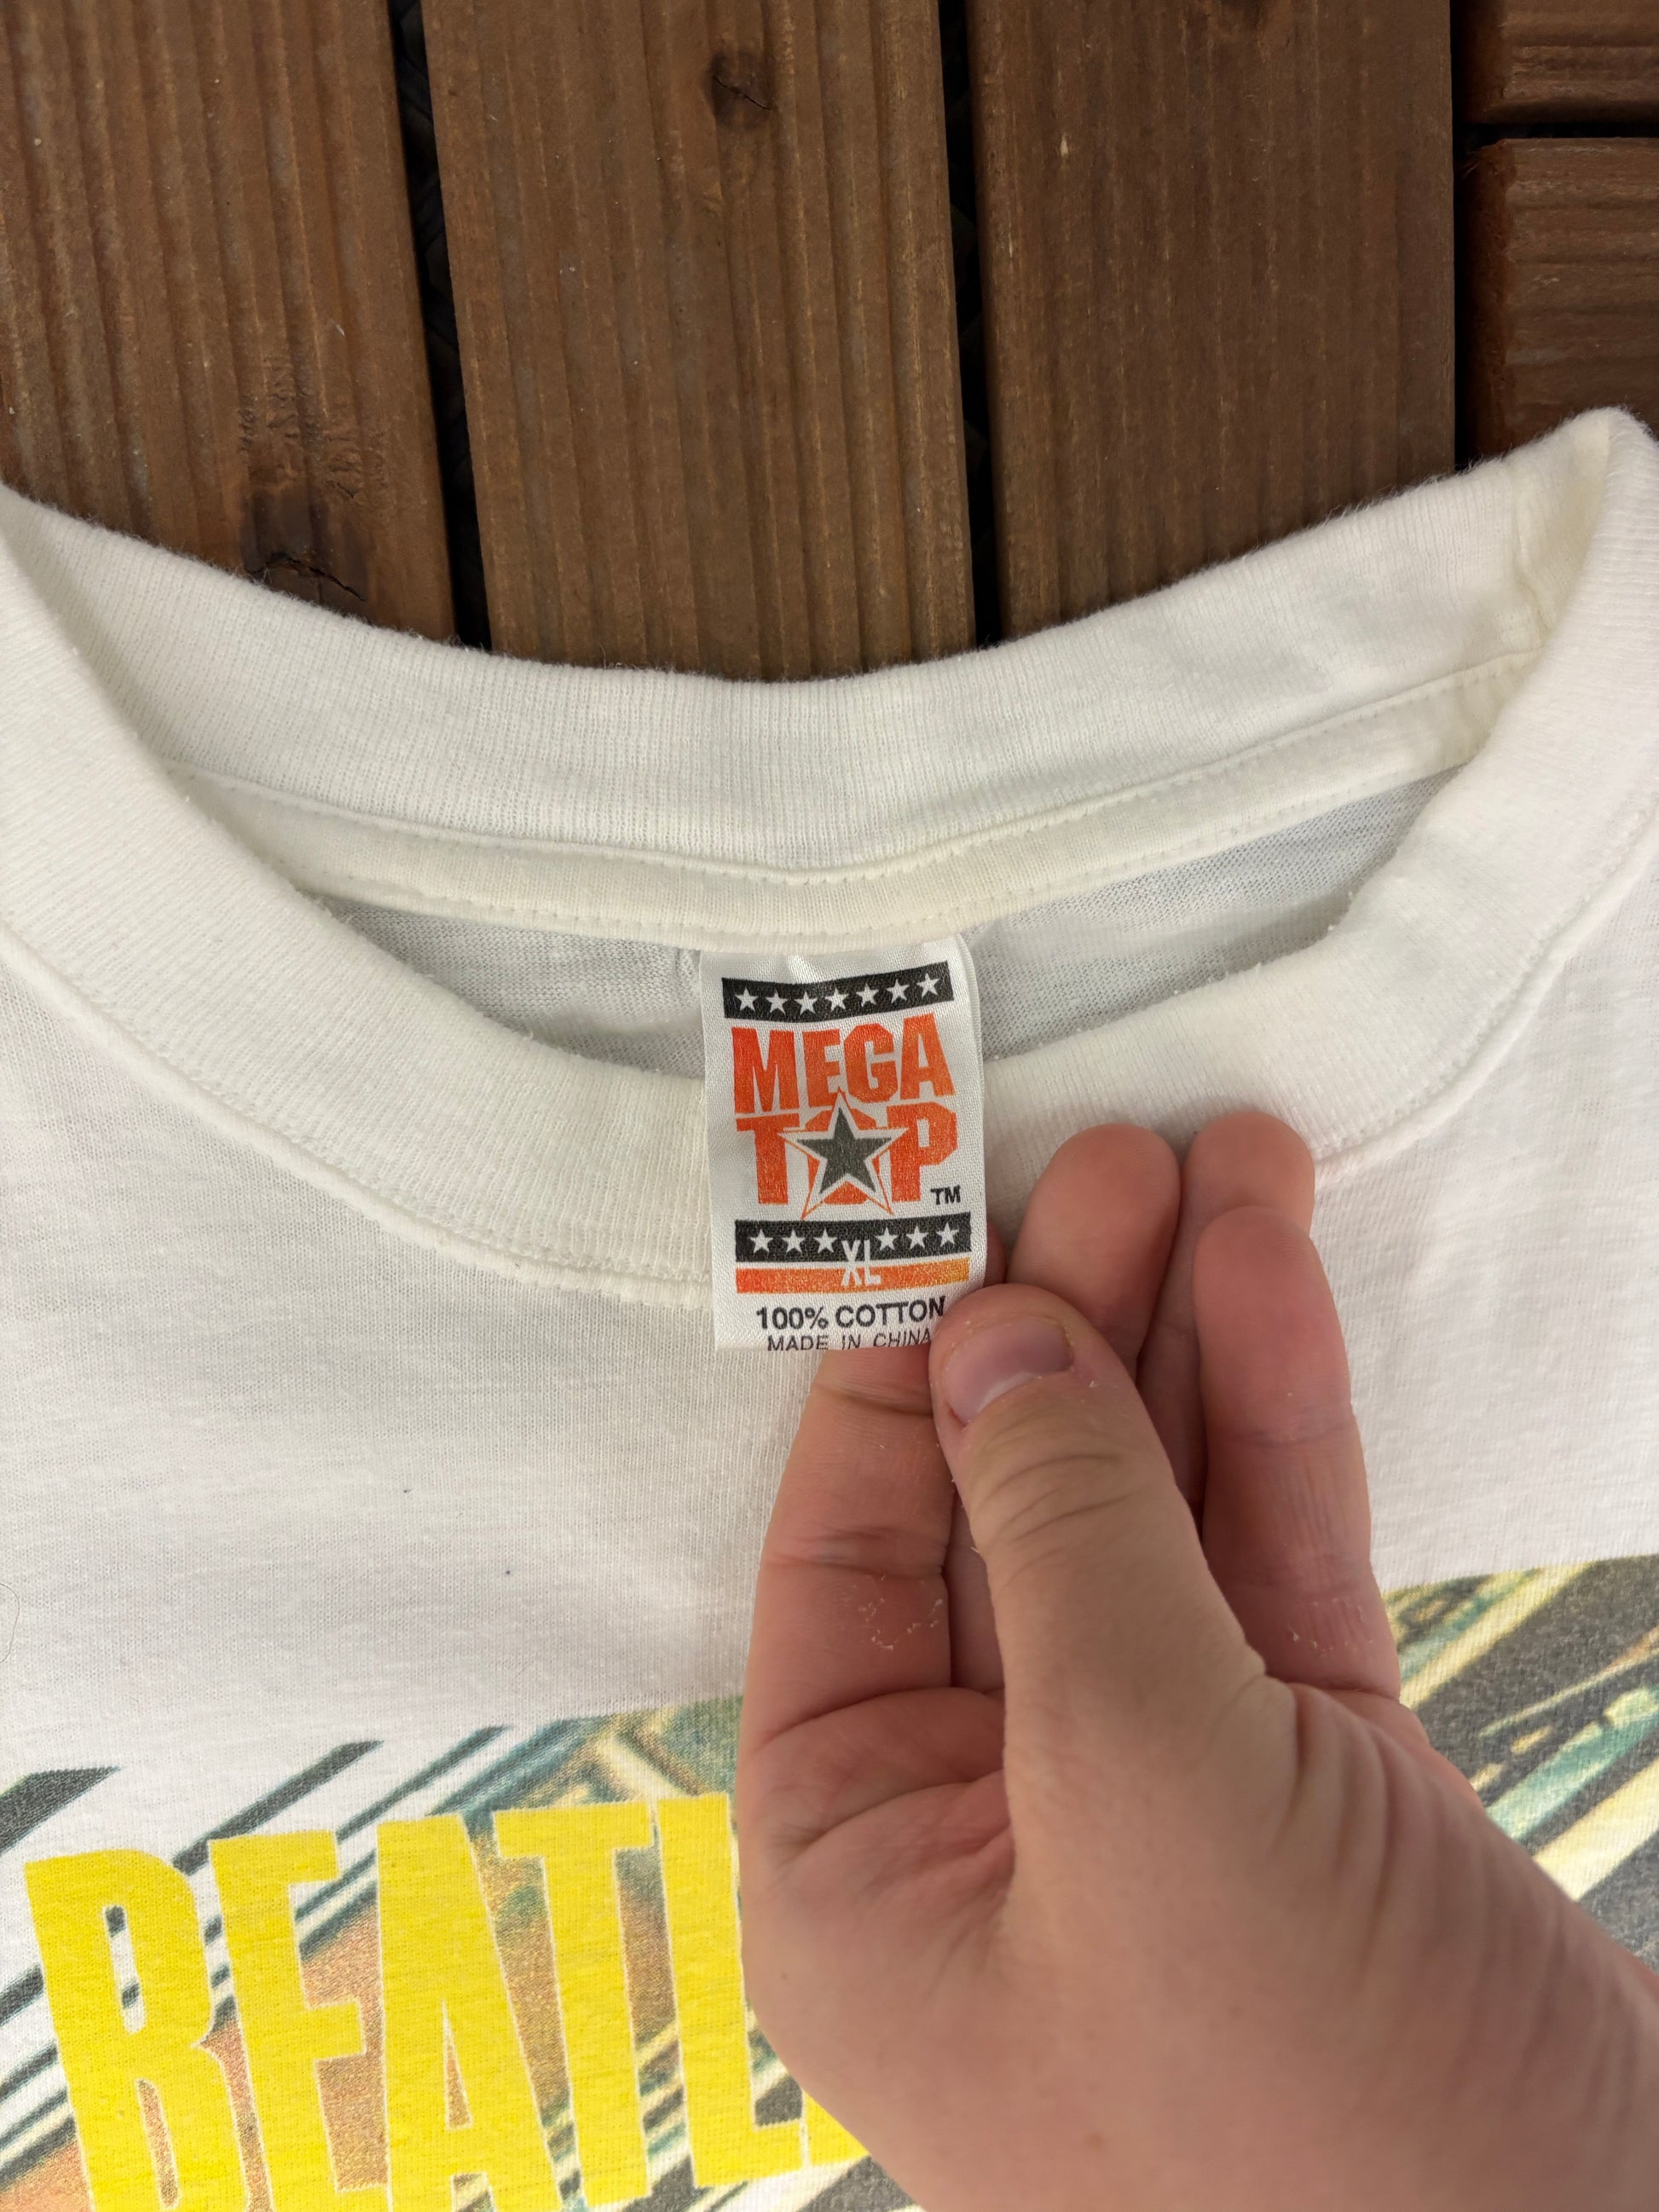 MEGA
TOP
TM
XL
100% COTTON
MADE IN CHINA
BEATL